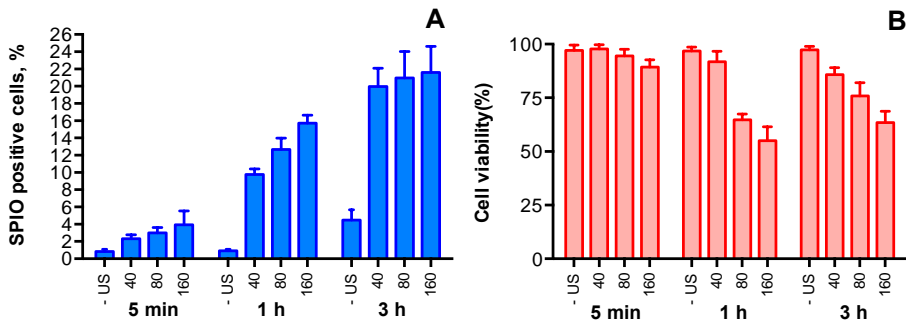 A
SPIO positive cells, %
26
24
22
20
18
16
14
12
10
8
6
4
2
0
- US 40 80 160 - US 40 80 160 - US 40 80 160
5 min 1 h 3 h
B
Cell viability(%)
100
75
50
25
0
- US 40 80 160 - US 40 80 160 - US 40 80 160
5 min 1 h 3 h